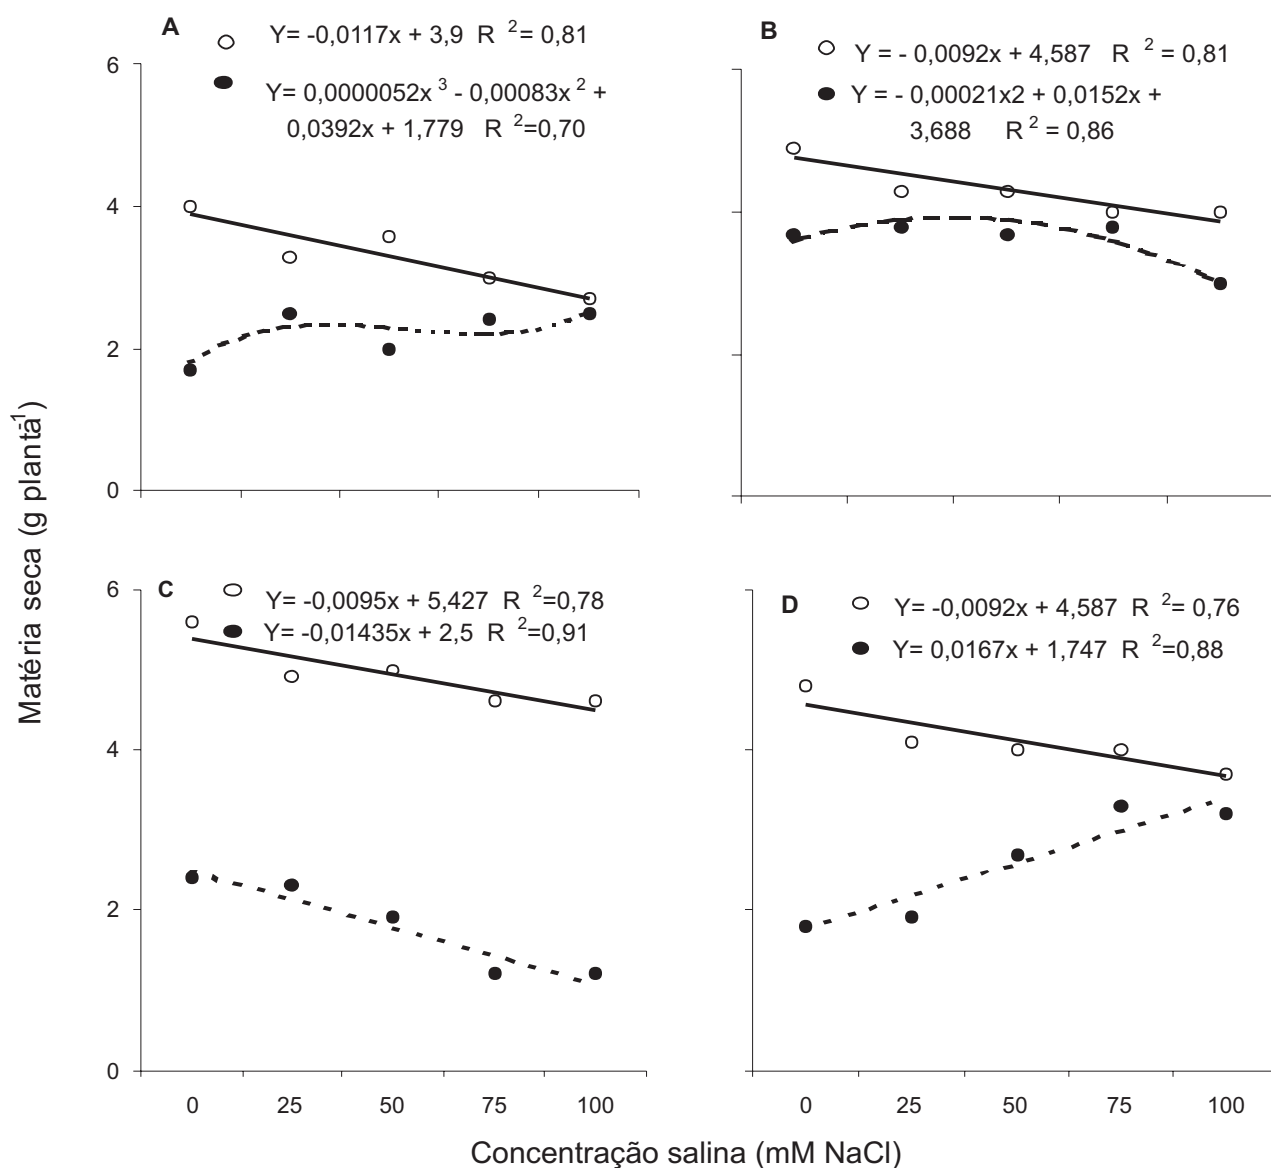 A
Y= -0,0117x + 3,9 R ²= 0,81
Y= 0,0000052x ³ - 0,00083x ² +
0,0392x + 1,779 R ²=0,70
6
4
2
0
B
Y = - 0,0092x + 4,587 R ² = 0,81
Y = - 0,00021x2 + 0,0152x +
3,688 R ² = 0,86
Matéria seca (g planta⁻¹)
C
Y= -0,0095x + 5,427 R ²=0,78
Y= -0,01435x + 2,5 R ²=0,91
6
4
2
0
0 25 50 75 100
D
Y= -0,0092x + 4,587 R ²= 0,76
Y= 0,0167x + 1,747 R ²=0,88
0 25 50 75 100
Concentração salina (mM NaCl)